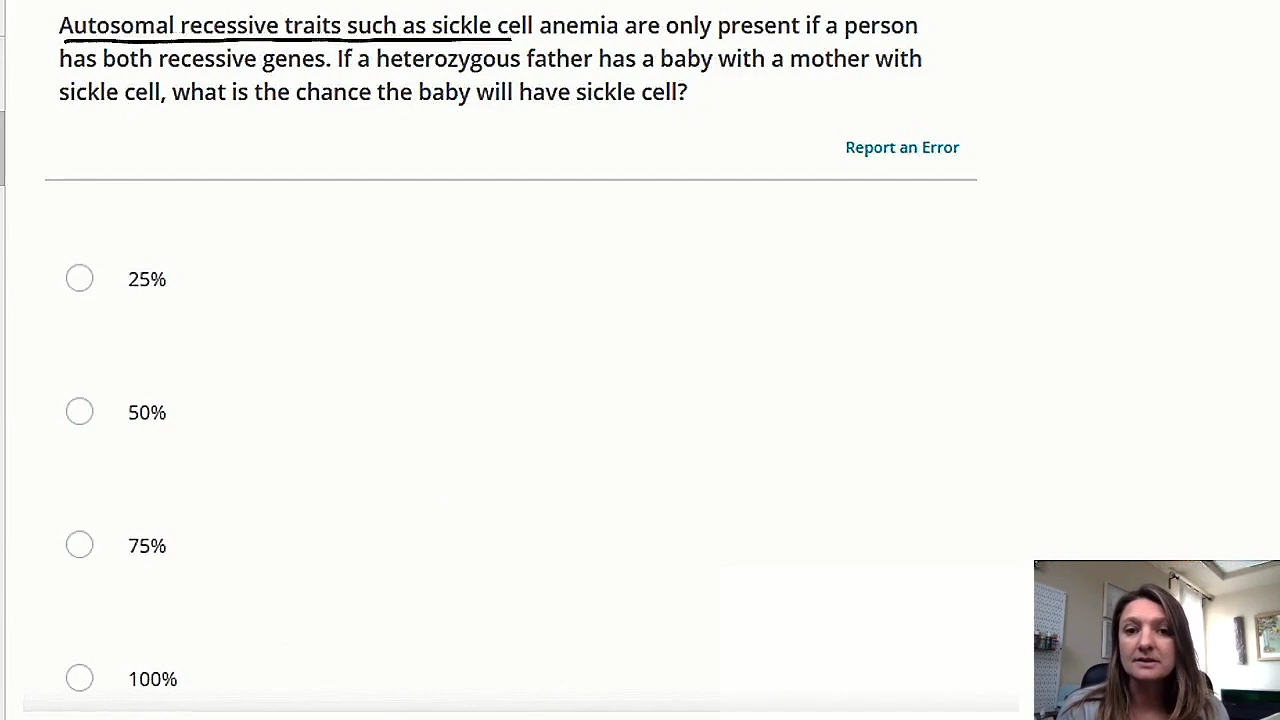 Autosomal recessive traits such as sickle cell anemia are only present if a person
has both recessive genes. If a heterozygous father has a baby with a mother with
sickle cell, what is the chance the baby will have sickle cell?
Report an Error
25%
50%
75%
100%